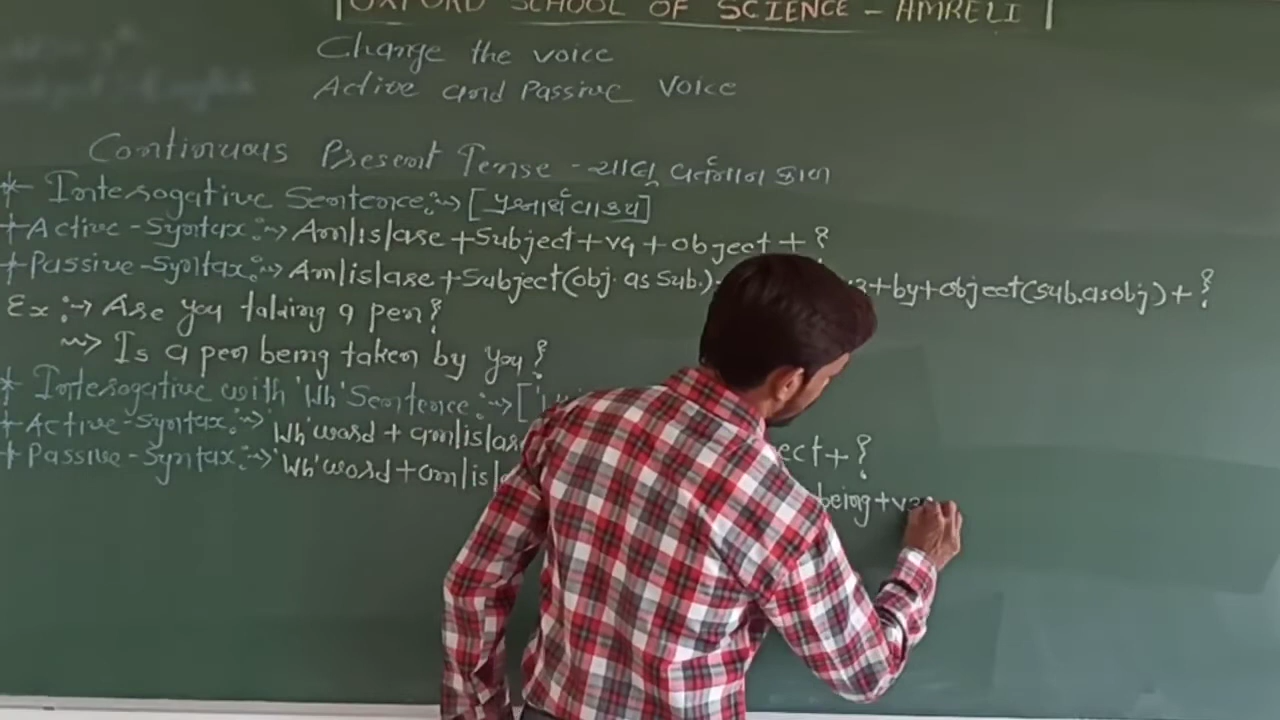 OXFORD SCHOOL OF SCIENCE - AMRELI
Change the voice
Active and Passive Voice
Continuous Present Tense - ચાલુ વર્તમાન કાળ
* Interogative Sentence :→ [પ્રશ્નાર્થ વાક્ય]
+ Active-Syntax :→ Am/is/are + Subject + v4 + object + ?
+ Passive-Syntax :→ Am/is/are + Subject (obj. as Sub.) + by + object (sub. as obj) + ?
Ex :→ Are you taking a pen?
→ Is a pen being taken by you?
* Interogative with 'Wh' Sentence :→ [
+ Active-Syntax :→ 'Wh' word + am/is/are ect + ?
+ Passive-Syntax :→ 'Wh' word + am/is/ being + v3